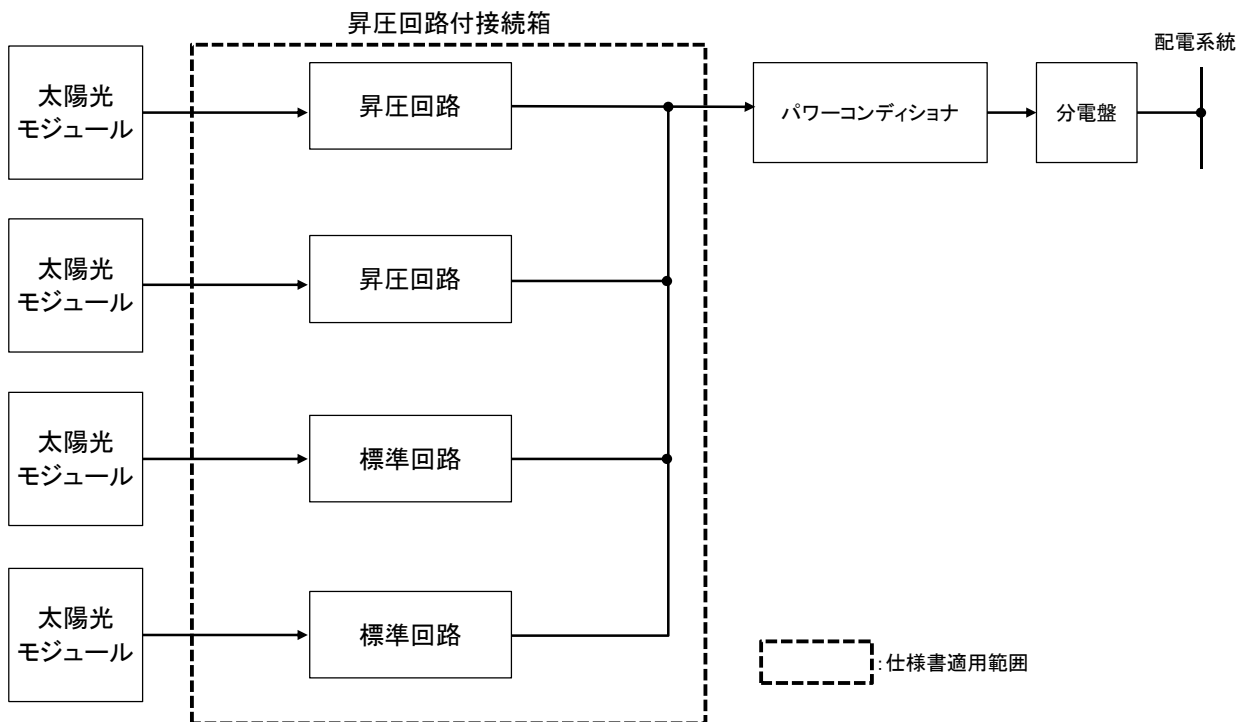 昇圧回路付接続箱
配電系統
太陽光
モジュール
昇圧回路
パワーコンディショナ
分電盤
太陽光
モジュール
昇圧回路
太陽光
モジュール
標準回路
太陽光
モジュール
標準回路
:仕様書適用範囲